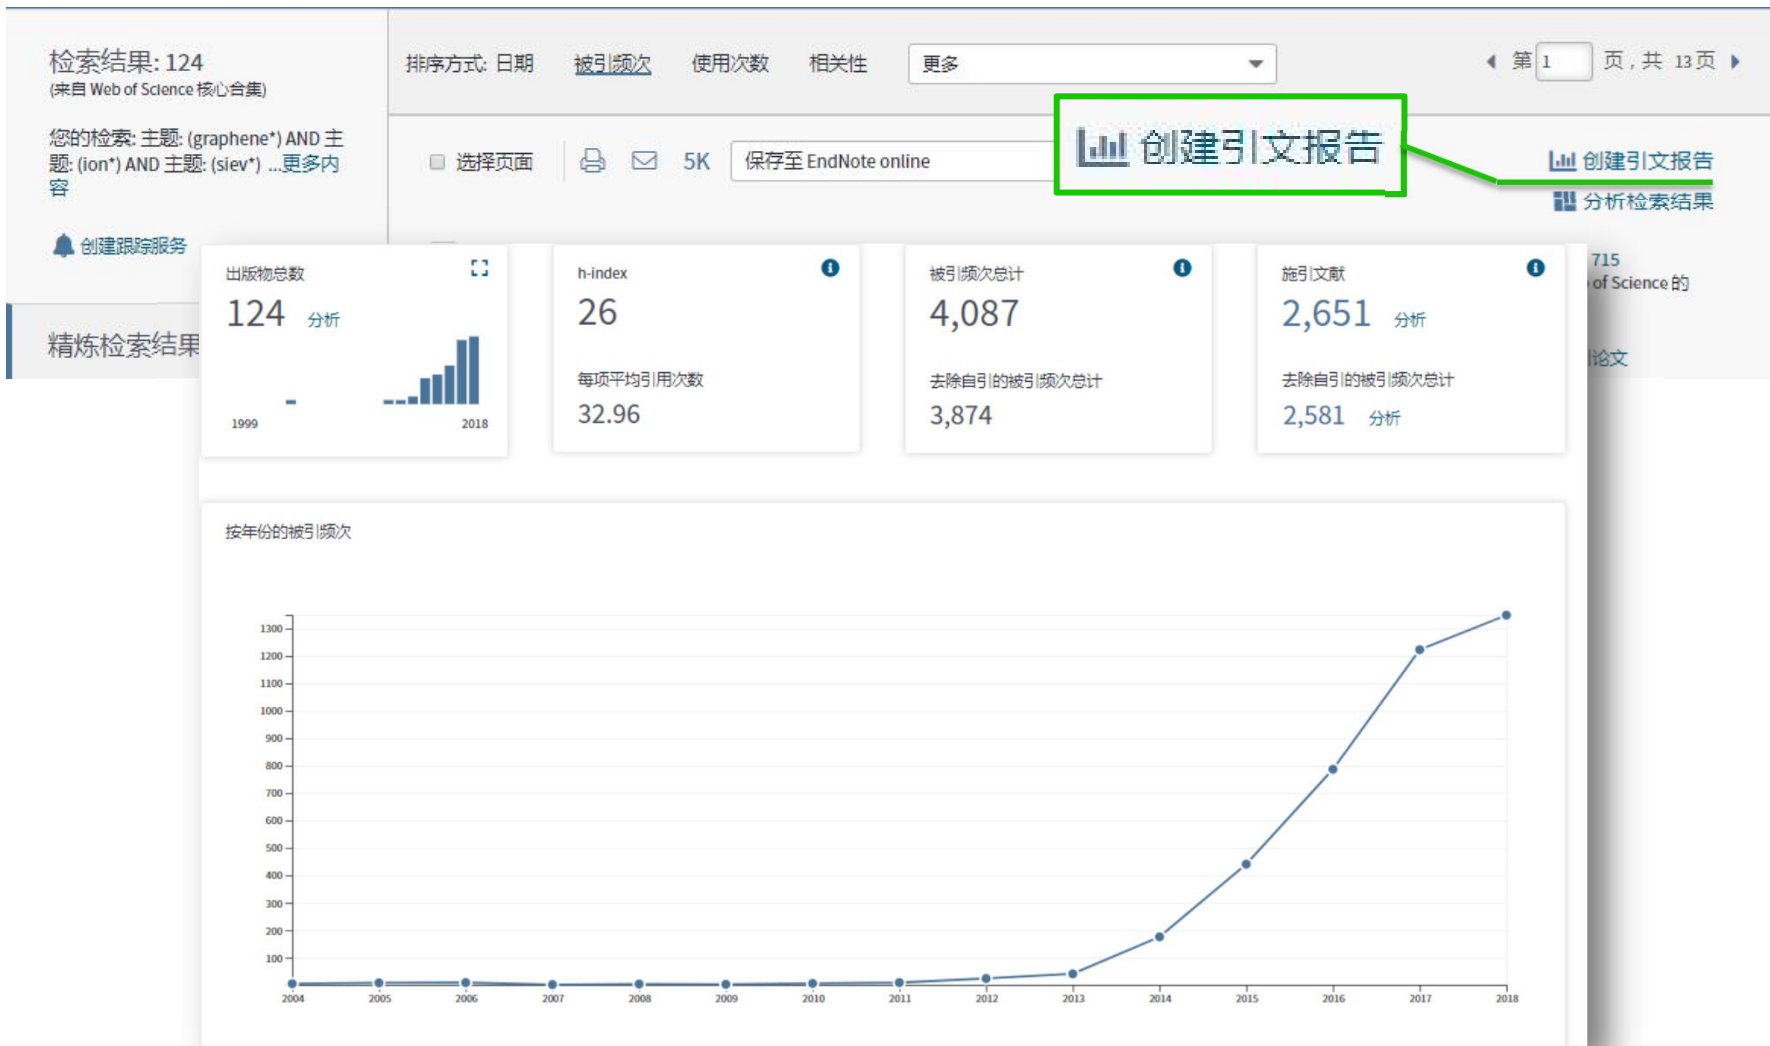 检索结果: 124
(来自 Web of Science 核心合集)
您的检索: 主题: (graphene*) AND 主
题: (ion*) AND 主题: (siev*) ...更多内
容
创建跟踪服务
精炼检索结果
排序方式: 日期 被引频次 使用次数 相关性 更多
第 1 页 , 共 13 页
选择页面 5K 保存至 EndNote online
创建引文报告
创建引文报告
分析检索结果
715
of Science 的
论文
出版物总数
124 分析
1999 2018
h-index
26
每项平均引用次数
32.96
被引频次总计
4,087
去除自引的被引频次总计
3,874
施引文献
2,651 分析
去除自引的被引频次总计
2,581 分析
按年份的被引频次
1300
1200
1100
1000
900
800
700
600
500
400
300
200
100
2004 2005 2006 2007 2008 2009 2010 2011 2012 2013 2014 2015 2016 2017 2018